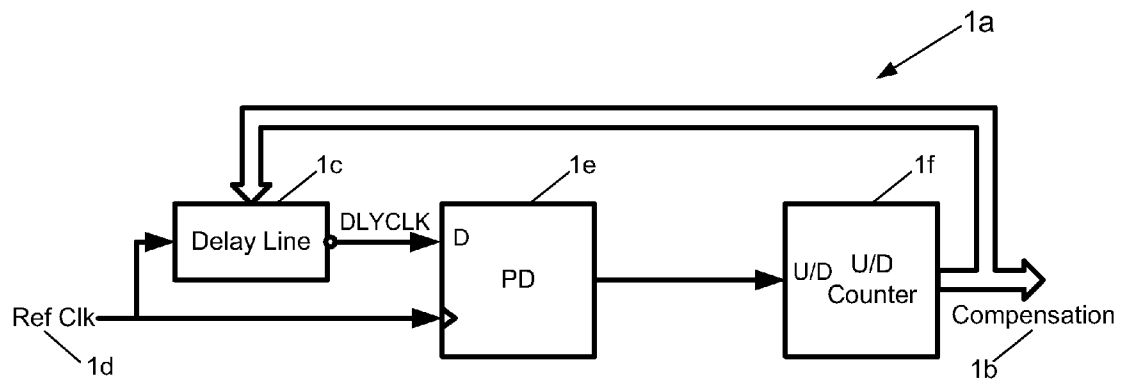 1a
1c
1e
1f
Delay Line
DLYCLK
D
PD
U/D
U/D
Counter
Ref Clk
1d
Compensation
1b